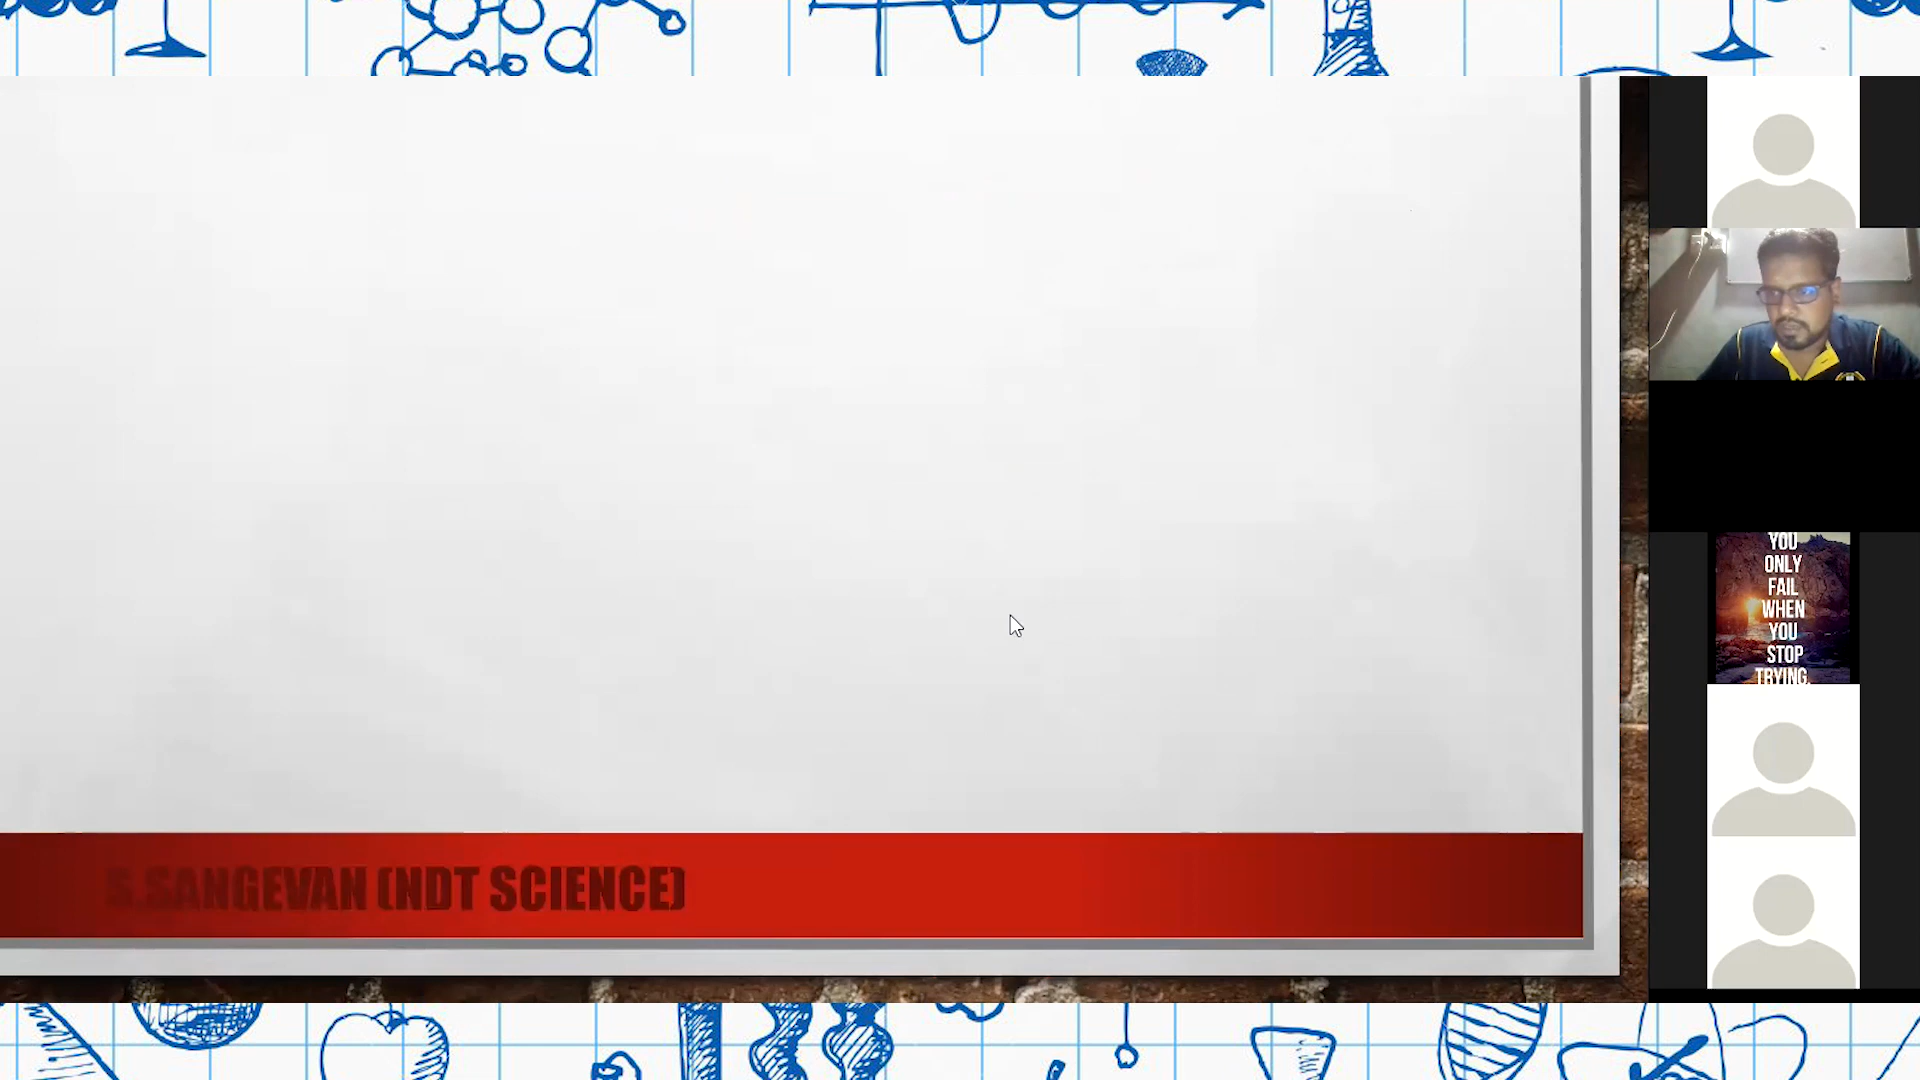 S.SANGEVAN (NDT SCIENCE)
YOU
ONLY
FAIL
WHEN
YOU
STOP
TRYING.